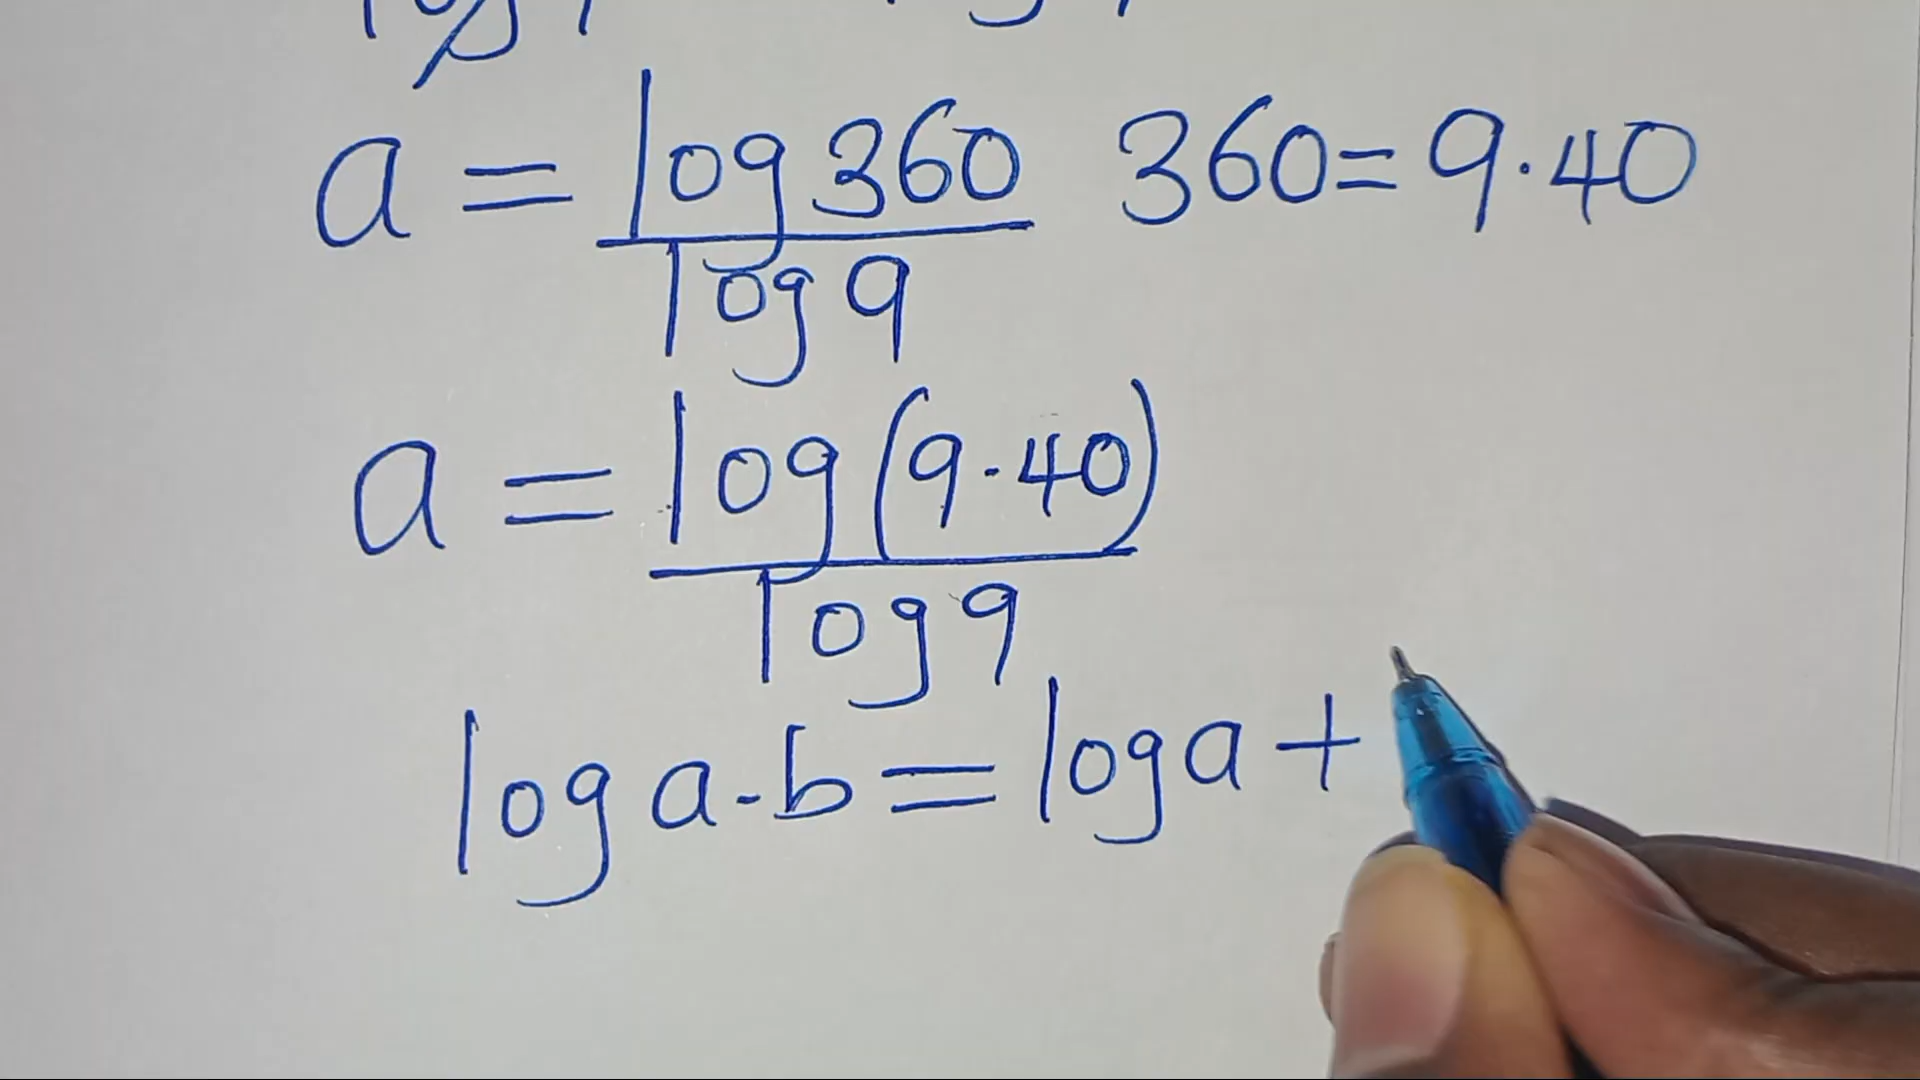 a = log 360 / log 9 360 = 9·40
a = log (9·40) / log 9
log a·b = log a +